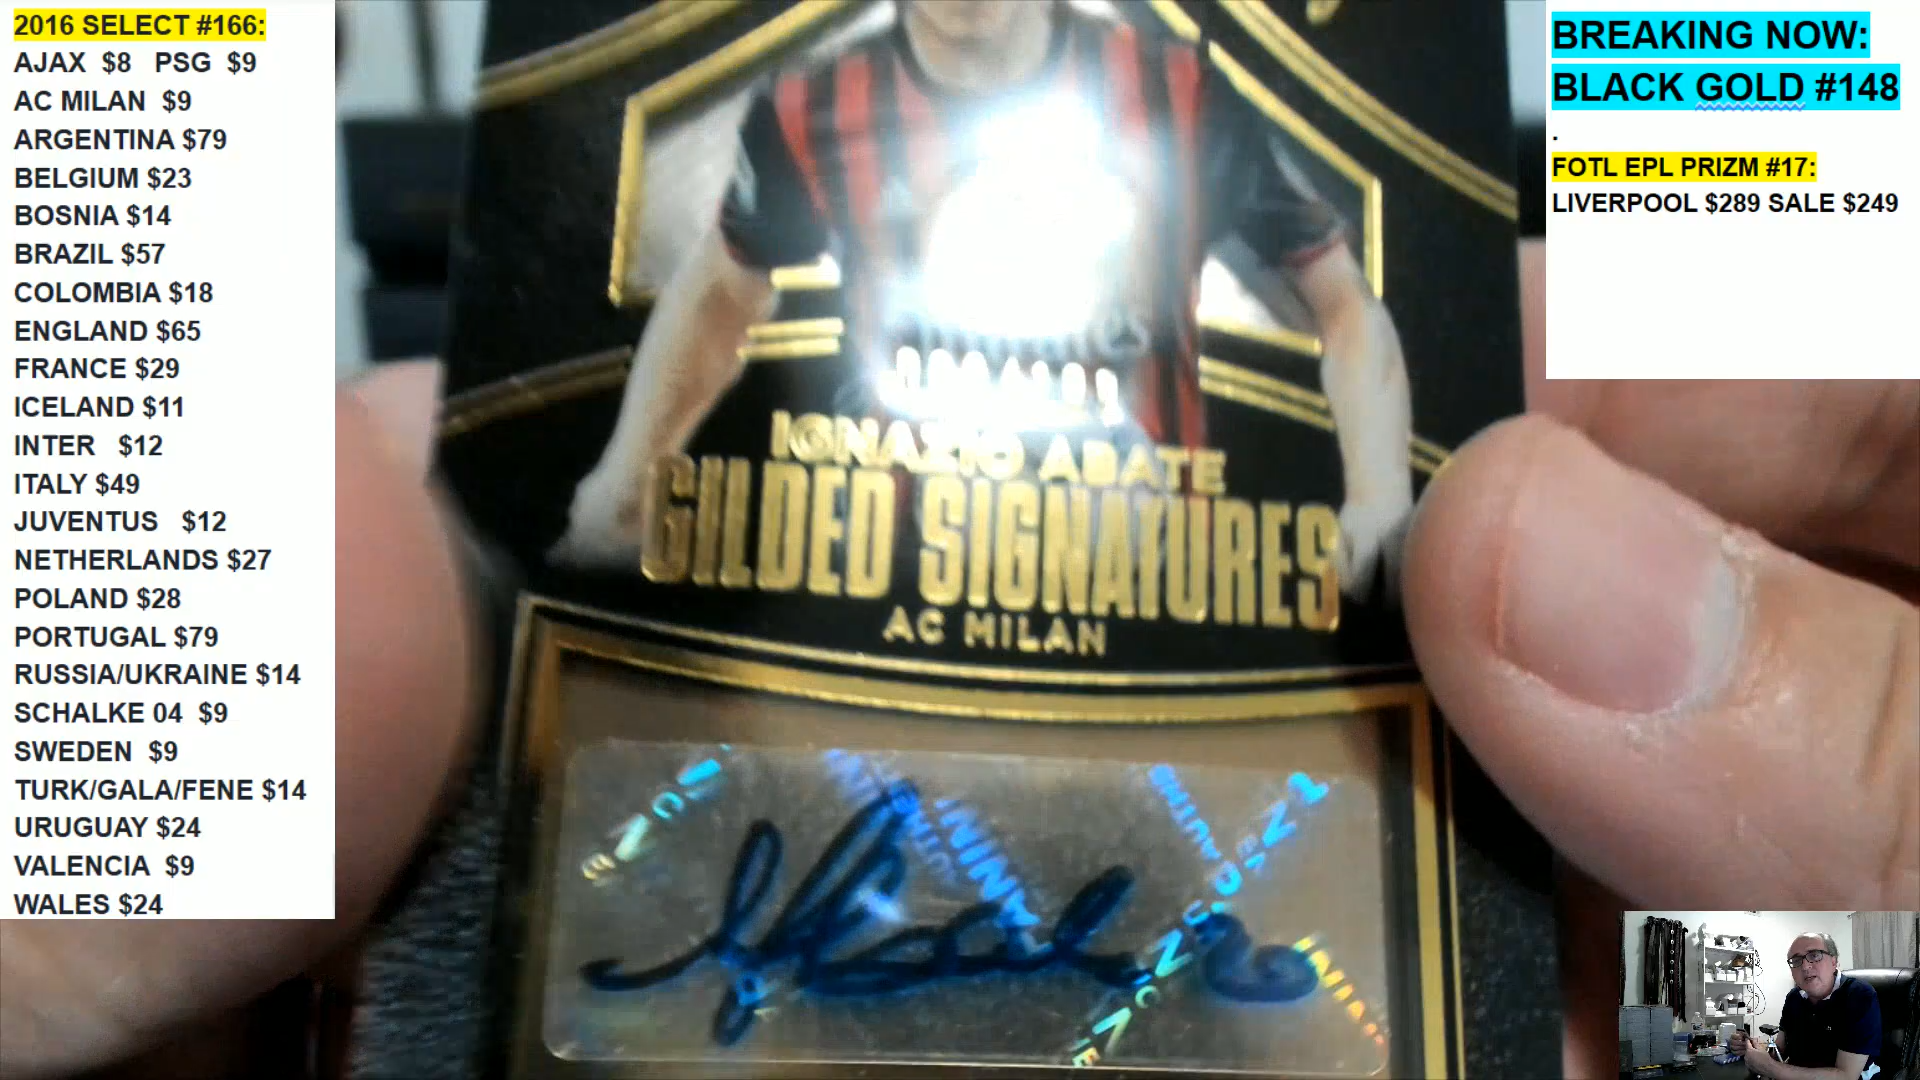 2016 SELECT #166:
AJAX $8 PSG $9
AC MILAN $9
ARGENTINA $79
BELGIUM $23
BOSNIA $14
BRAZIL $57
COLOMBIA $18
ENGLAND $65
FRANCE $29
ICELAND $11
INTER $12
ITALY $49
JUVENTUS $12
NETHERLANDS $27
POLAND $28
PORTUGAL $79
RUSSIA/UKRAINE $14
SCHALKE 04 $9
SWEDEN $9
TURK/GALA/FENE $14
URUGUAY $24
VALENCIA $9
WALES $24
IGNAZIO ABATE
GILDED SIGNATURES
AC MILAN
BREAKING NOW:
BLACK GOLD #148
.
FOTL EPL PRIZM #17:
LIVERPOOL $289 SALE $249